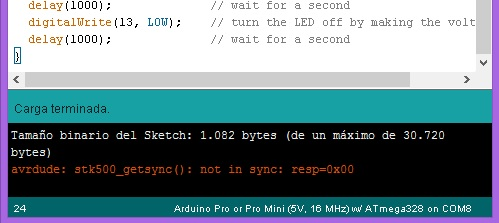 delay(1000);               // wait for a second
digitalWrite(13, LOW);    // turn the LED off by making the volt
delay(1000);               // wait for a second
}
Carga terminada.
Tamaño binario del Sketch: 1.082 bytes (de un máximo de 30.720
bytes)
avrdude: stk500_getsync(): not in sync: resp=0x00
24 Arduino Pro or Pro Mini (5V, 16 MHz) w/ ATmega328 on COM8